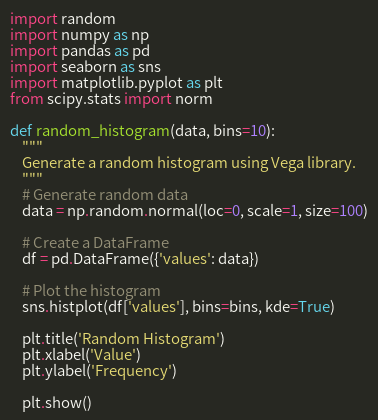 import random
import numpy as np
import pandas as pd
import seaborn as sns
import matplotlib.pyplot as plt
from scipy.stats import norm

def random_histogram(data, bins=10):
    """
    Generate a random histogram using Vega library.
    """
    # Generate random data
    data = np.random.normal(loc=0, scale=1, size=100)

    # Create a DataFrame
    df = pd.DataFrame({'values': data})

    # Plot the histogram
    sns.histplot(df['values'], bins=bins, kde=True)

    plt.title('Random Histogram')
    plt.xlabel('Value')
    plt.ylabel('Frequency')

    plt.show()